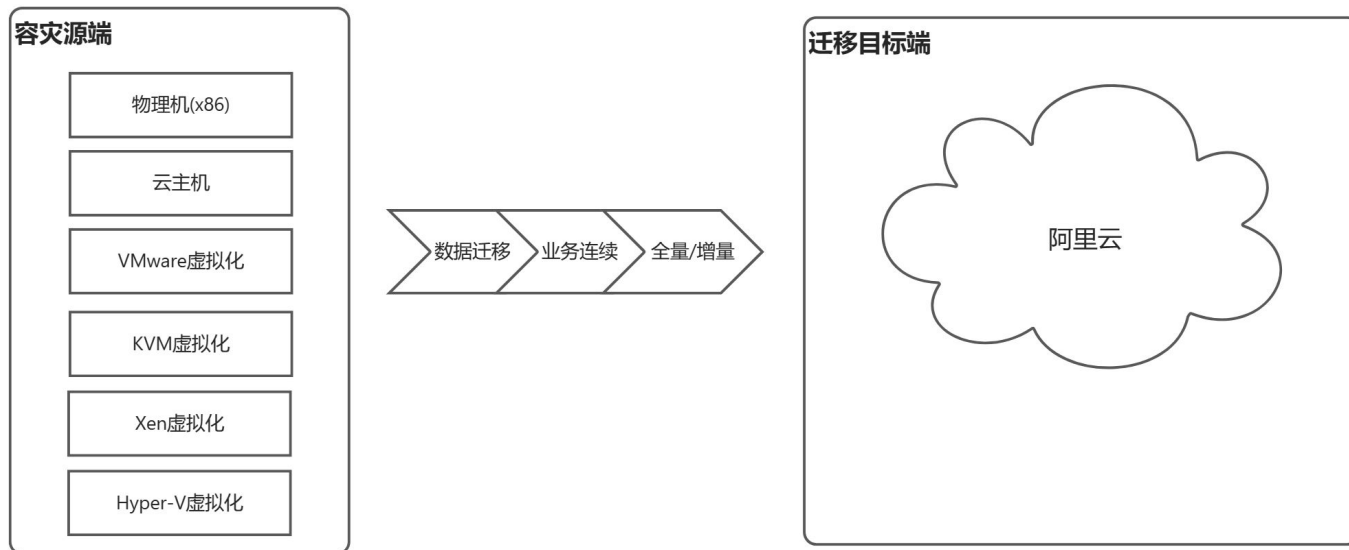 容灾源端
物理机(x86)
云主机
VMware虚拟化
KVM虚拟化
Xen虚拟化
Hyper-V虚拟化
数据迁移
业务连续
全量/增量
迁移目标端
阿里云